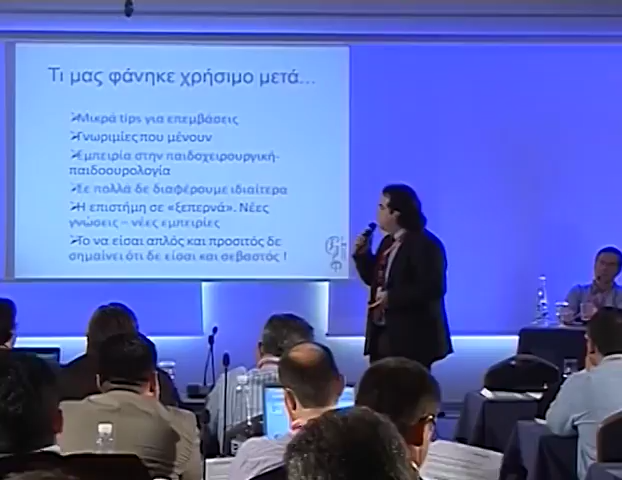 Τι μας φάνηκε χρήσιμο μετά...
➤Μικρά tips για επεμβάσεις
➤Γνωριμίες που μένουν
➤Εμπειρία στην παιδοχειρουργική-
παιδοουρολογία
➤Σε πολλά δε διαφέρουμε ιδιαίτερα
➤Η επιστήμη σε «ξεπερνά». Νέες
γνώσεις – νέες εμπειρίες
➤Το να είσαι απλός και προσιτός δε
σημαίνει ότι δε είσαι και σεβαστός !